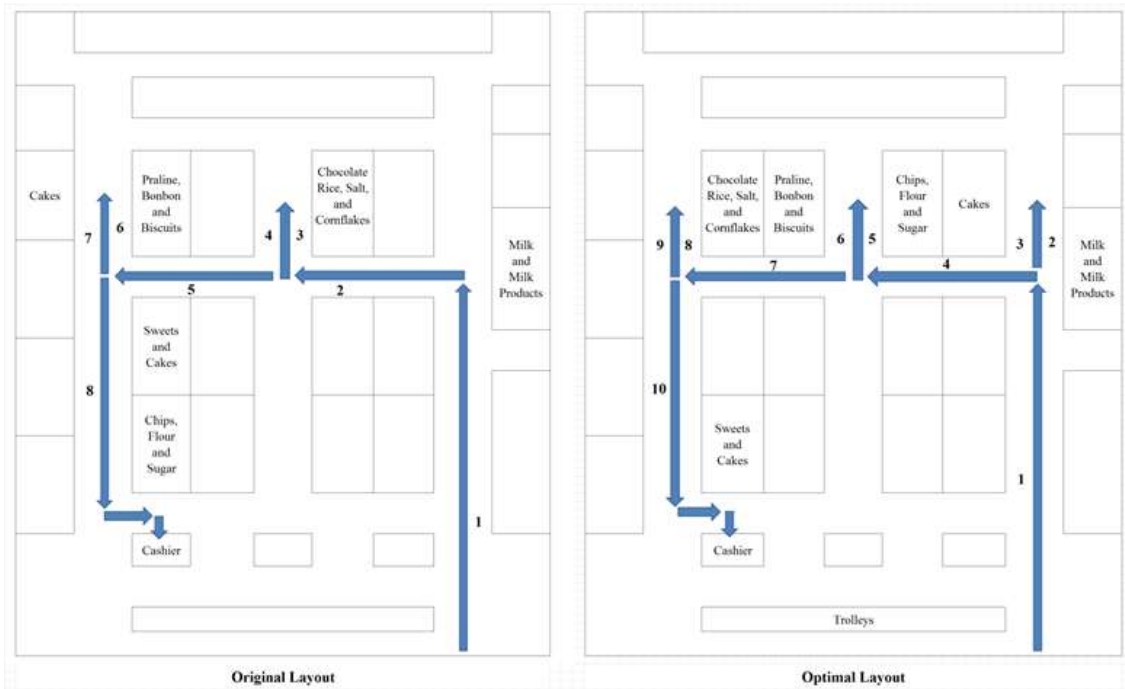 Cakes
Praline,
Bonbon
and
Biscuits
Chocolate
Rice, Salt,
and
Cornflakes
Milk
and
Milk
Products
7
6
4
3
5
2
Sweets
and
Cakes
8
Chips,
Flour
and
Sugar
1
Cashier
Original Layout
Chocolate
Rice, Salt,
and
Cornflakes
Praline,
Bonbon
and
Biscuits
Chips,
Flour
and
Sugar
Cakes
Milk
and
Milk
Products
9
8
6
5
3
2
7
4
10
Sweets
and
Cakes
1
Cashier
Trolleys
Optimal Layout